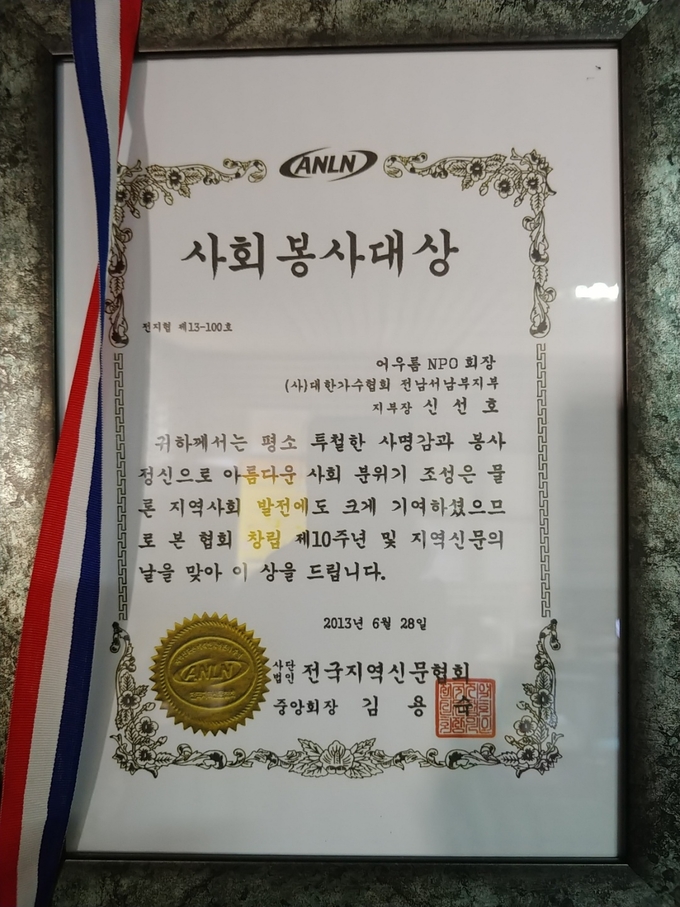 ANLN
사회봉사대상
전지협 제13-100호
어우름 NPO 회장
(사)대한가수협회 전남서남부지부
지부장 신선호
귀하께서는 평소 투철한 사명감과 봉사
정신으로 아름다운 사회 분위기 조성은 물
론 지역사회 발전에도 크게 기여하셨으므
로 본 협회 창립 제10주년 및 지역신문의
날을 맞아 이 상을 드립니다.
2013년 6월 28일
ANLN
사단법인 전국지역신문협회
중앙회장 김용숙